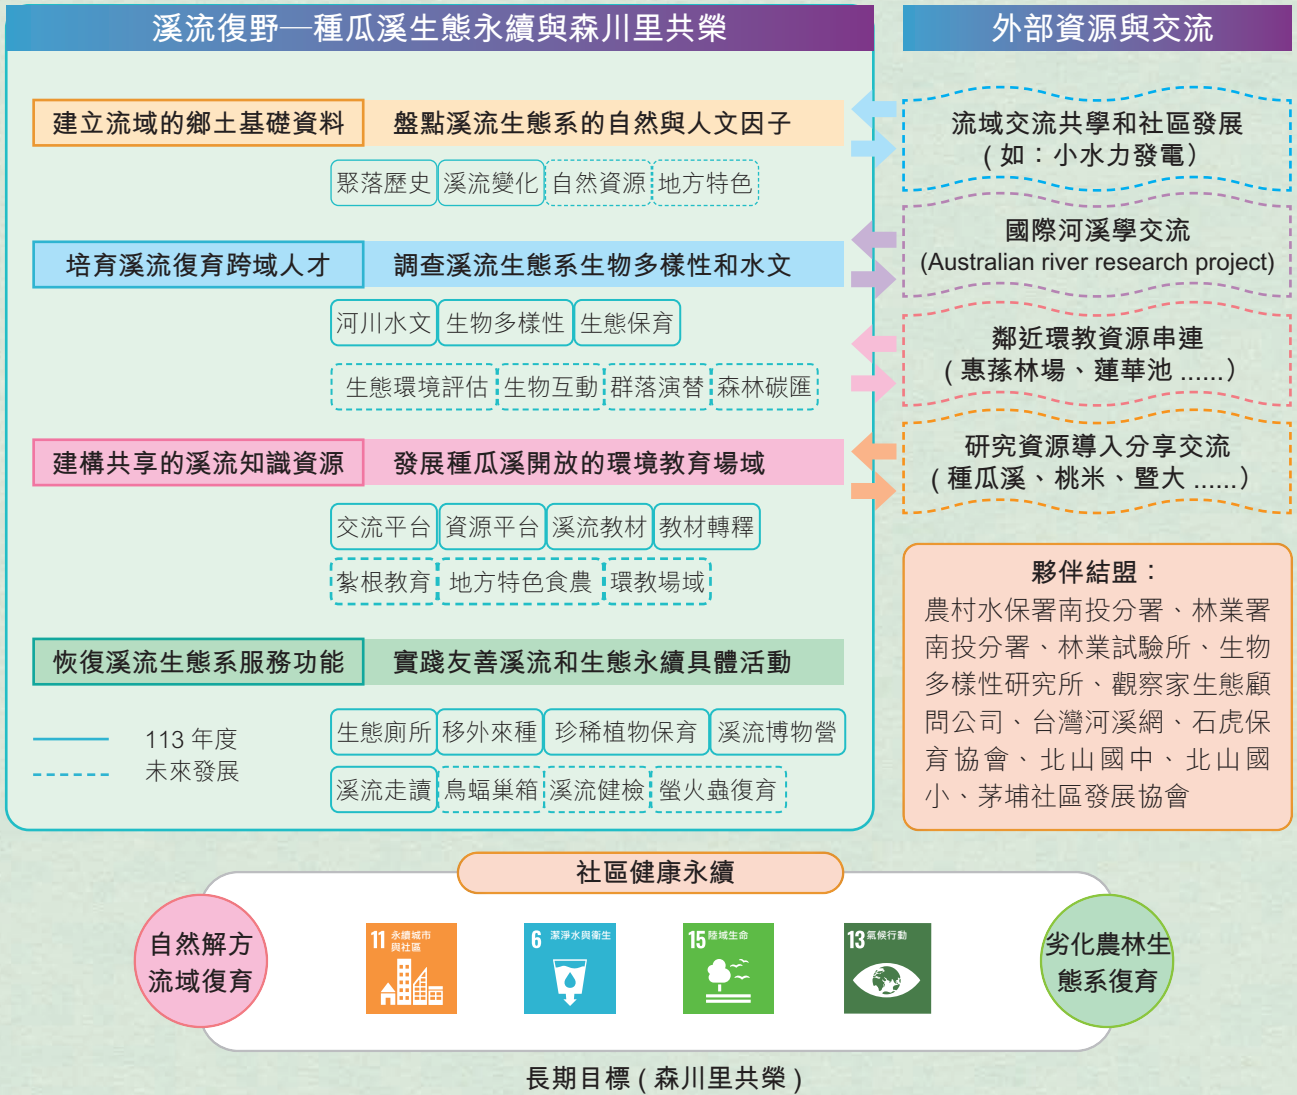 溪流復野—種瓜溪生態永續與森川里共榮
外部資源與交流
建立流域的鄉土基礎資料
盤點溪流生態系的自然與人文因子
聚落歷史
溪流變化
自然資源
地方特色
培育溪流復育跨域人才
調查溪流生態系生物多樣性和水文
河川水文
生物多樣性
生態保育
生態環境評估
生物互動
群落演替
森林碳匯
建構共享的溪流知識資源
發展種瓜溪開放的環境教育場域
交流平台
資源平台
溪流教材
教材轉釋
紮根教育
地方特色食農
環教場域
恢復溪流生態系服務功能
實踐友善溪流和生態永續具體活動
生態廁所
移外來種
珍稀植物保育
溪流博物營
溪流走讀
鳥蝠巢箱
溪流健檢
螢火蟲復育
113 年度
未來發展
流域交流共學和社區發展
(如：小水力發電)
國際河溪學交流
(Australian river research project)
鄰近環教資源串連
(惠蓀林場、蓮華池 ......)
研究資源導入分享交流
(種瓜溪、桃米、暨大 ......)
夥伴結盟：
農村水保署南投分署、林業署
南投分署、林業試驗所、生物
多樣性研究所、觀察家生態顧
問公司、台灣河溪網、石虎保
育協會、北山國中、北山國
小、茅埔社區發展協會
社區健康永續
自然解方
流域復育
11 永續城市
與社區
6 潔淨水與衛生
15 陸域生命
13 氣候行動
劣化農林生
態系復育
長期目標 ( 森川里共榮 )